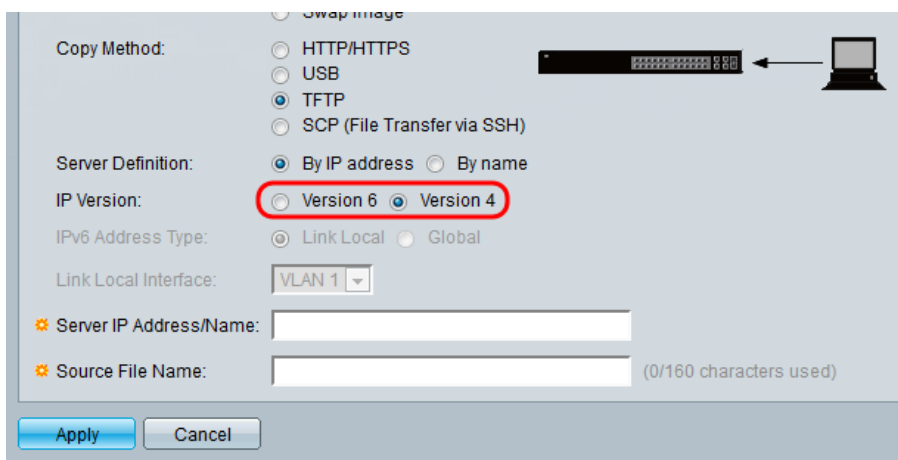 Swap Image
Copy Method: HTTP/HTTPS
USB
TFTP
SCP (File Transfer via SSH)
Server Definition: By IP address By name
IP Version: Version 6 Version 4
IPv6 Address Type: Link Local Global
Link Local Interface: VLAN 1
Server IP Address/Name:
Source File Name: (0/160 characters used)
Apply Cancel